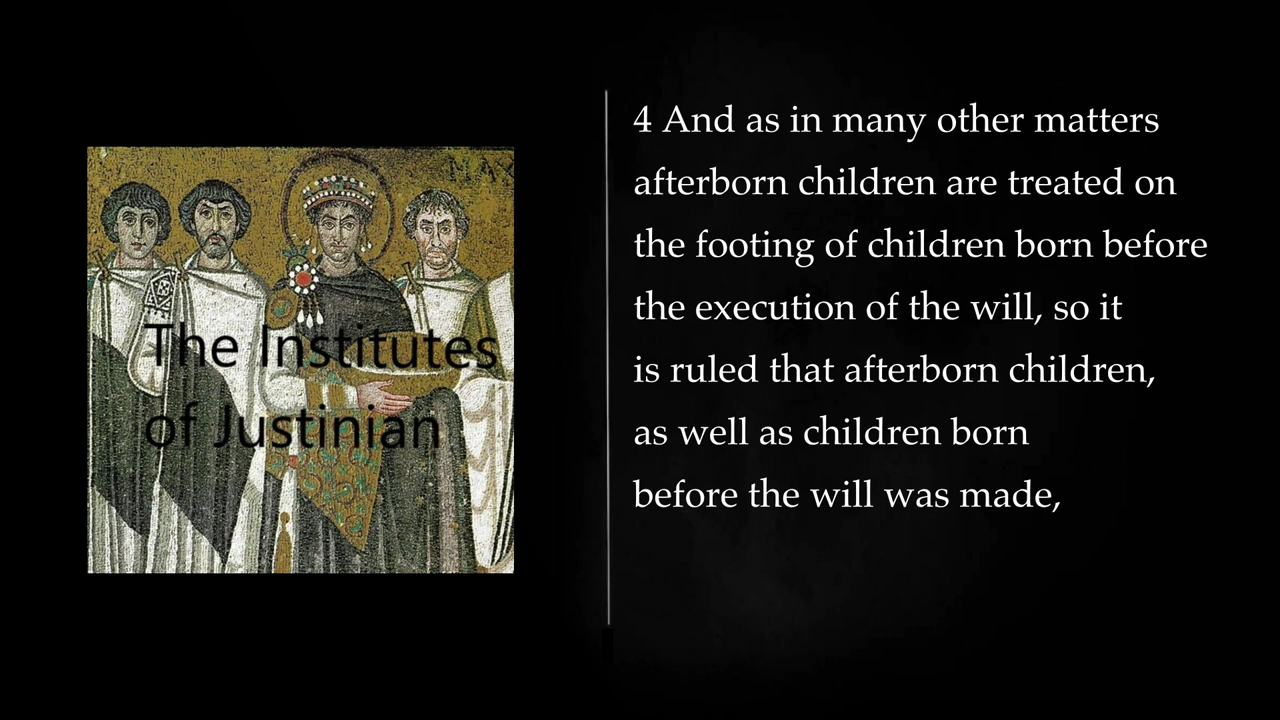 MAX
The Institutes
of Justinian
4 And as in many other matters
afterborn children are treated on
the footing of children born before
the execution of the will, so it
is ruled that afterborn children,
as well as children born
before the will was made,